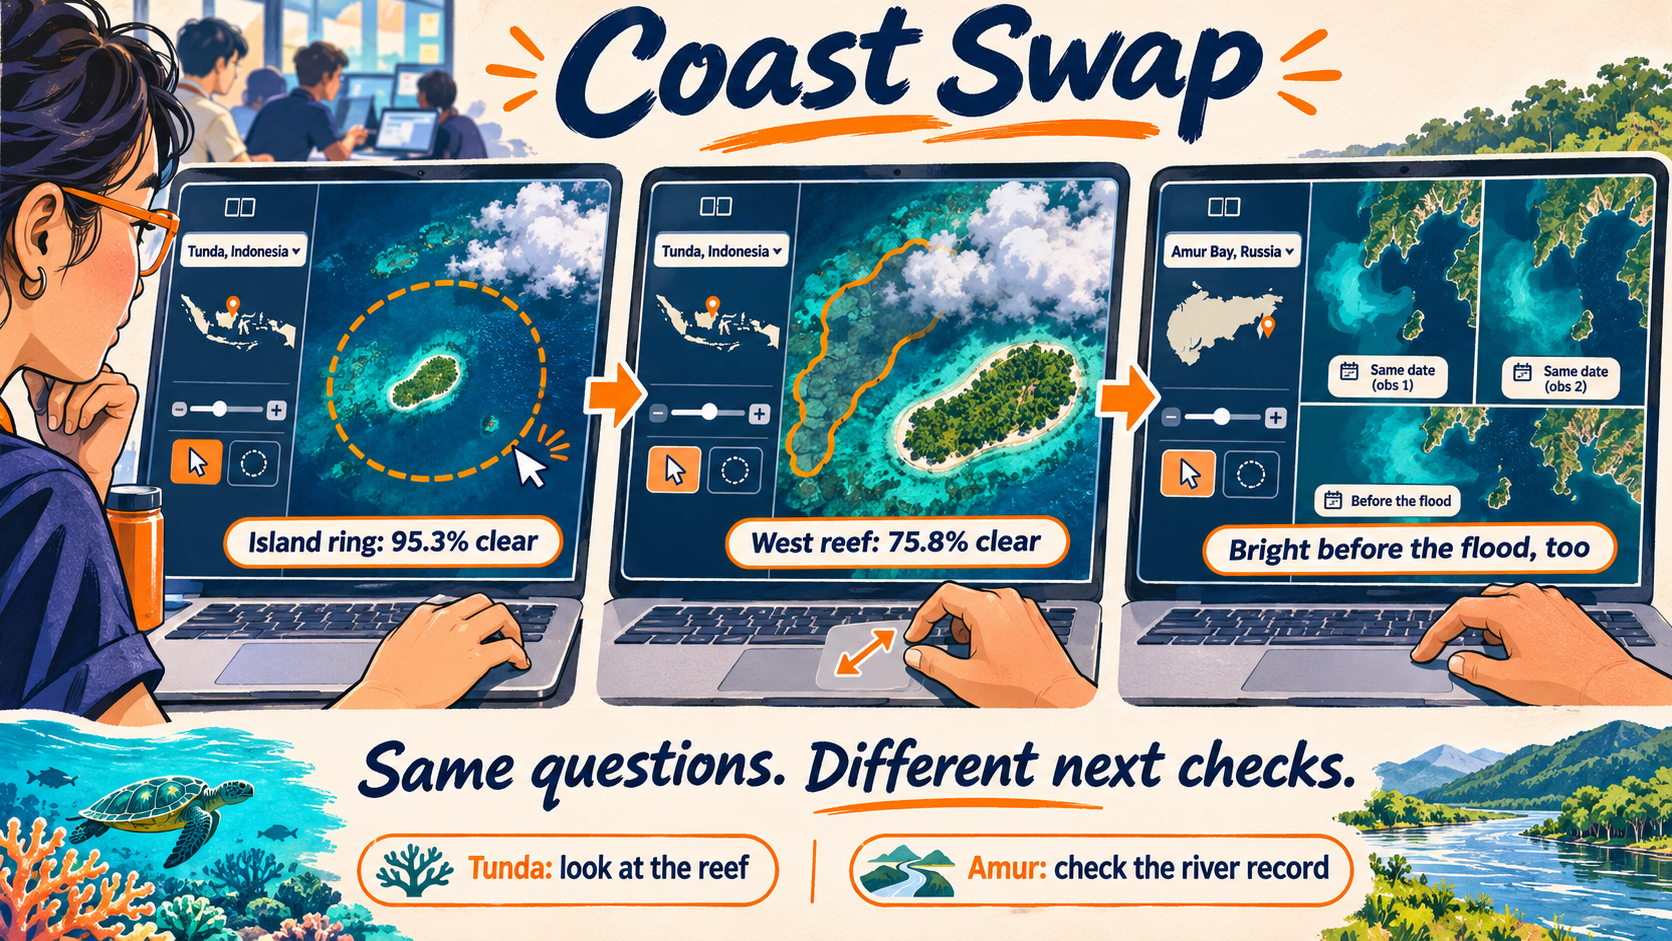 Coast Swap
Tunda, Indonesia
Island ring: 95.3% clear
Tunda, Indonesia
West reef: 75.8% clear
Amur Bay, Russia
Same date
(obs 1)
Same date
(obs 2)
Before the flood
Bright before the flood, too
Same questions. Different next checks.
Tunda: look at the reef
Amur: check the river record